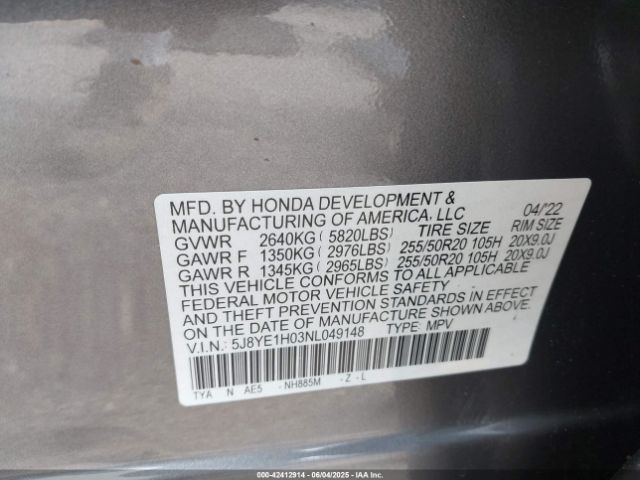 MFD. BY HONDA DEVELOPMENT &
MANUFACTURING OF AMERICA, LLC 04/'22
GVWR 2640KG ( 5820LBS) TIRE SIZE RIM SIZE
GAWR F 1350KG ( 2976LBS) 255/50R20 105H 20X9.0J
GAWR R 1345KG ( 2965LBS) 255/50R20 105H 20X9.0J
THIS VEHICLE CONFORMS TO ALL APPLICABLE
FEDERAL MOTOR VEHICLE SAFETY
AND THEFT PREVENTION STANDARDS IN EFFECT
ON THE DATE OF MANUFACTURE SHOWN ABOVE.
V.I.N.: 5J8YE1H03NL049148 TYPE: MPV
TYA N AE5 - NH885M - Z - L
000-42412914 | 06/04/2025 | IAA Inc.